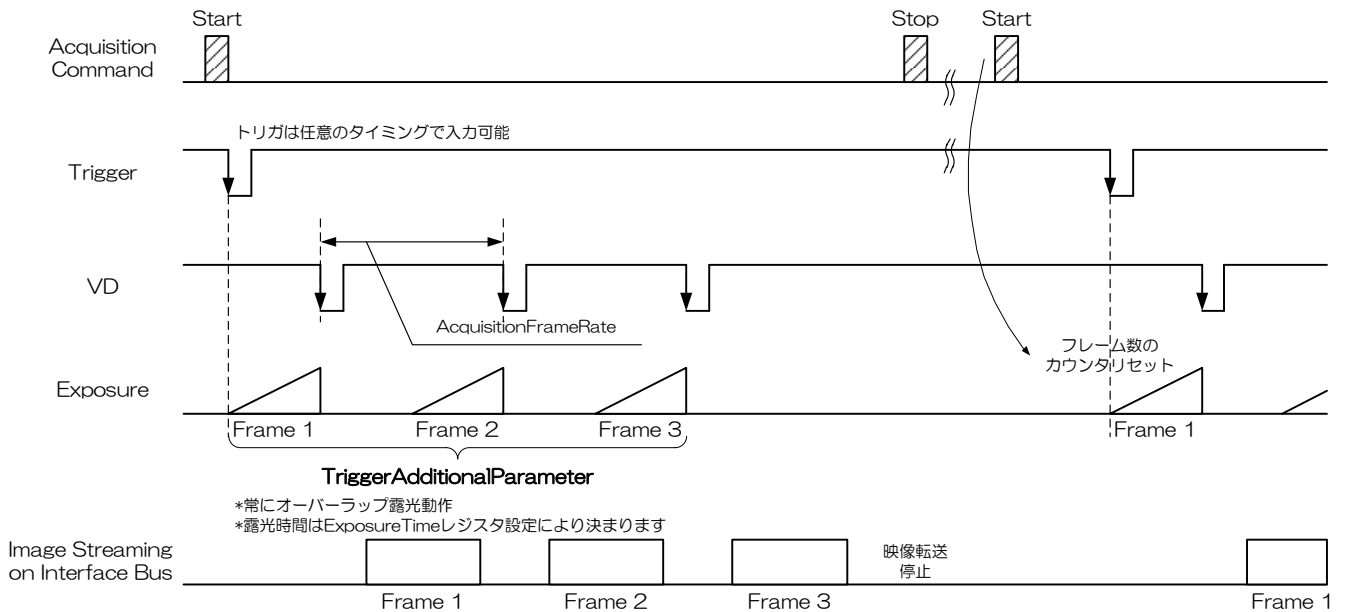 Start
Stop
Start
Acquisition
Command
トリガは任意のタイミングで入力可能
Trigger
VD
AcquisitionFrameRate
フレーム数の
カウンタリセット
Exposure
Frame 1
Frame 2
Frame 3
Frame 1
TriggerAdditionalParameter
*常にオーバーラップ露光動作
*露光時間はExposureTimeレジスタ設定により決まります
Image Streaming
on Interface Bus
映像転送
停止
Frame 1
Frame 2
Frame 3
Frame 1